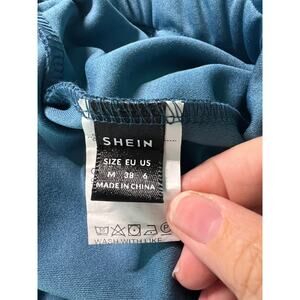 SHEIN
SIZE EU US
M 38 6
MADE IN CHINA
WASH WITH LIKE